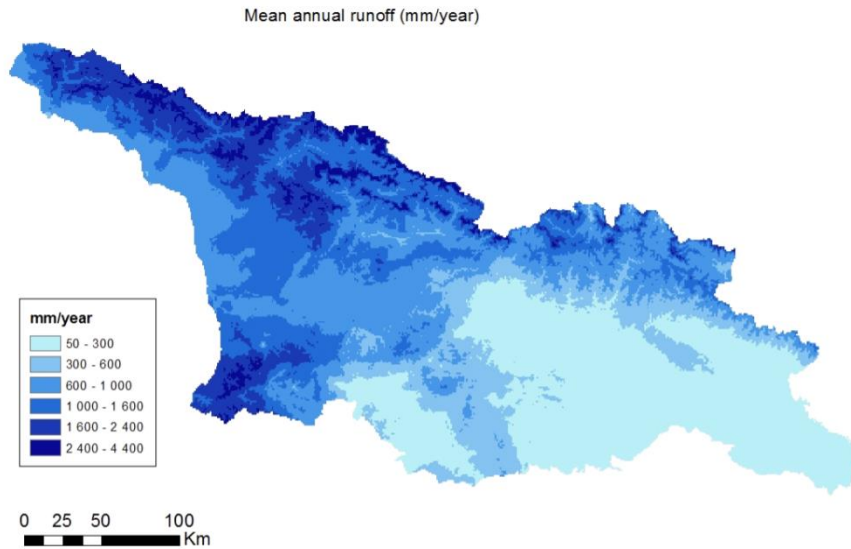 Mean annual runoff (mm/year)
mm/year
50 - 300
300 - 600
600 - 1 000
1 000 - 1 600
1 600 - 2 400
2 400 - 4 400
0 25 50 100
Km